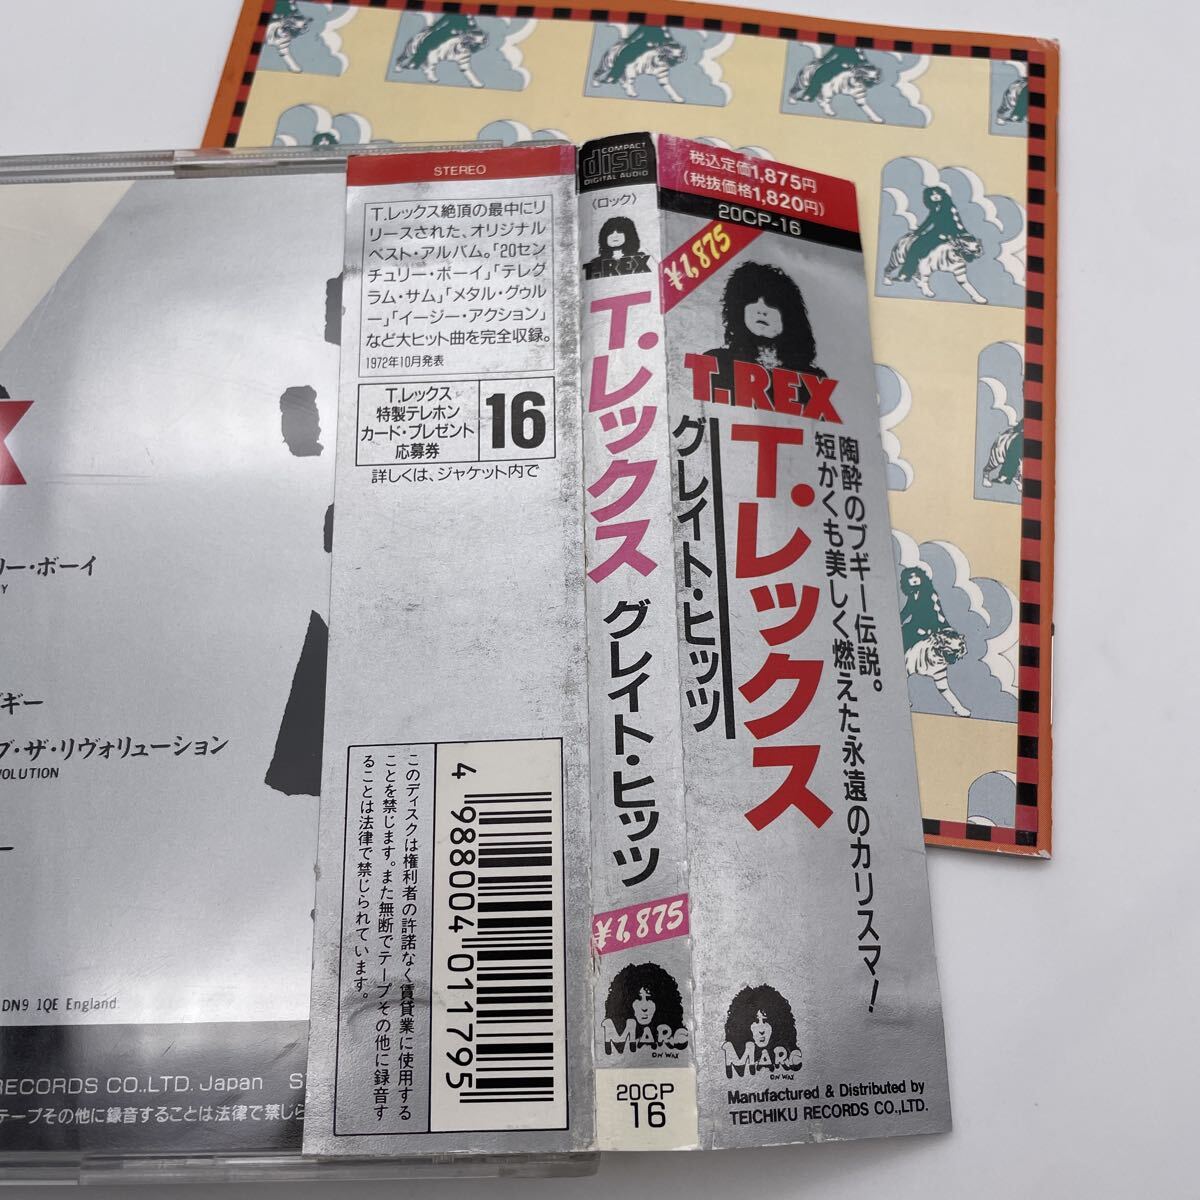 STEREO
T.レックス絶頂の最中にリ
リースされた、オリジナル
ベスト・アルバム。「20セン
チュリー・ボーイ」「テレグ
ラム・サム」「メタル・グゥル
ー」「イージー・アクション」
など大ヒット曲を完全収録。
1972年10月発表
T.レックス
特製テレホン
カード・プレゼント
応募券
16
詳しくは、ジャケット内で
4 988004 011795
このディスクは権利者の許諾なく賃貸業に使用する
ことを禁じます。また無断でテープその他に録音す
ることは法律で禁じられています。
COMPACT
disc
DIGITAL AUDIO
〈ロック〉
T.REX
T.レックス グレイト・ヒッツ
¥1,875
MARC
ON WAX
20CP
16
税込定価1,875円
(税抜価格1,820円)
20CP-16
¥1,875
T.REX
T.レックス
グレイト・ヒッツ
陶酔のブギー伝説。
短かくも美しく燃えた永遠のカリスマ!
MARC
ON WAX
Manufactured & Distributed by
TEICHIKU RECORDS CO.,LTD.
X
リー・ボーイ
Y
ギー
ブ・ザ・リヴォリューション
VOLUTION
ー
DN9 1QE England
RECORDS CO.,LTD. Japan
テープその他に録音することは法律で禁じら